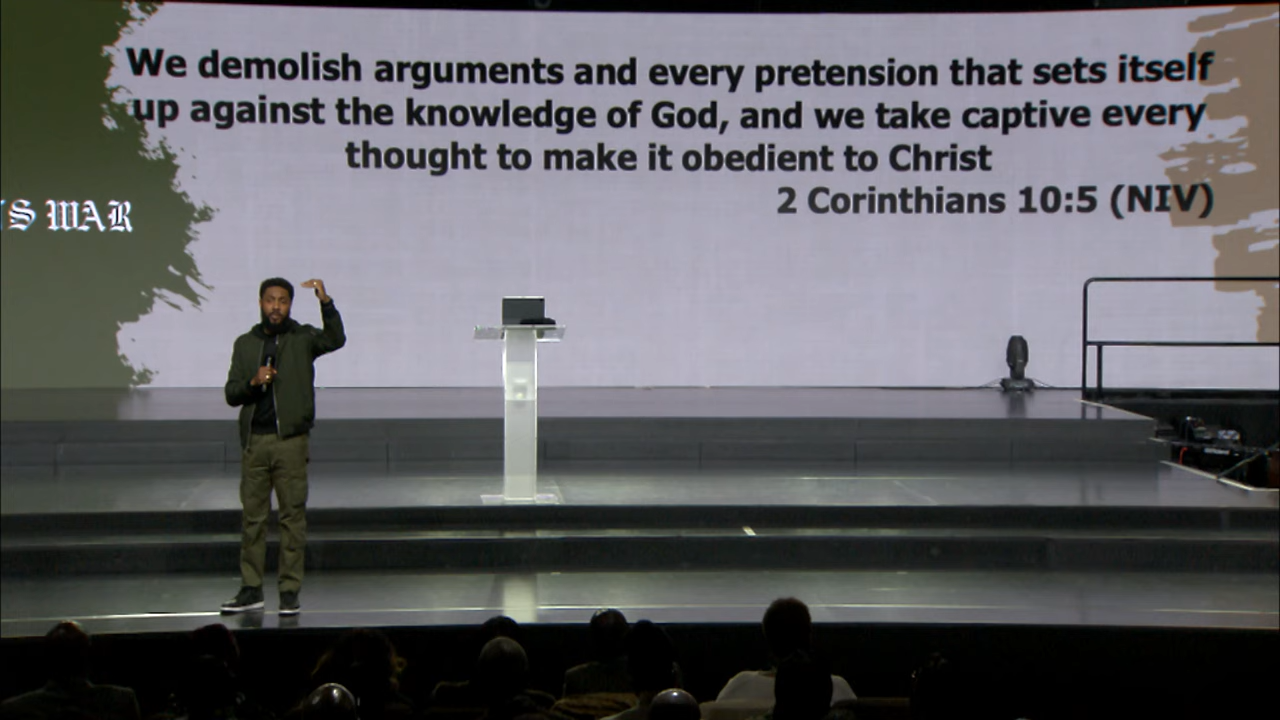 We demolish arguments and every pretension that sets itself
up against the knowledge of God, and we take captive every
thought to make it obedient to Christ
2 Corinthians 10:5 (NIV)
S WAR